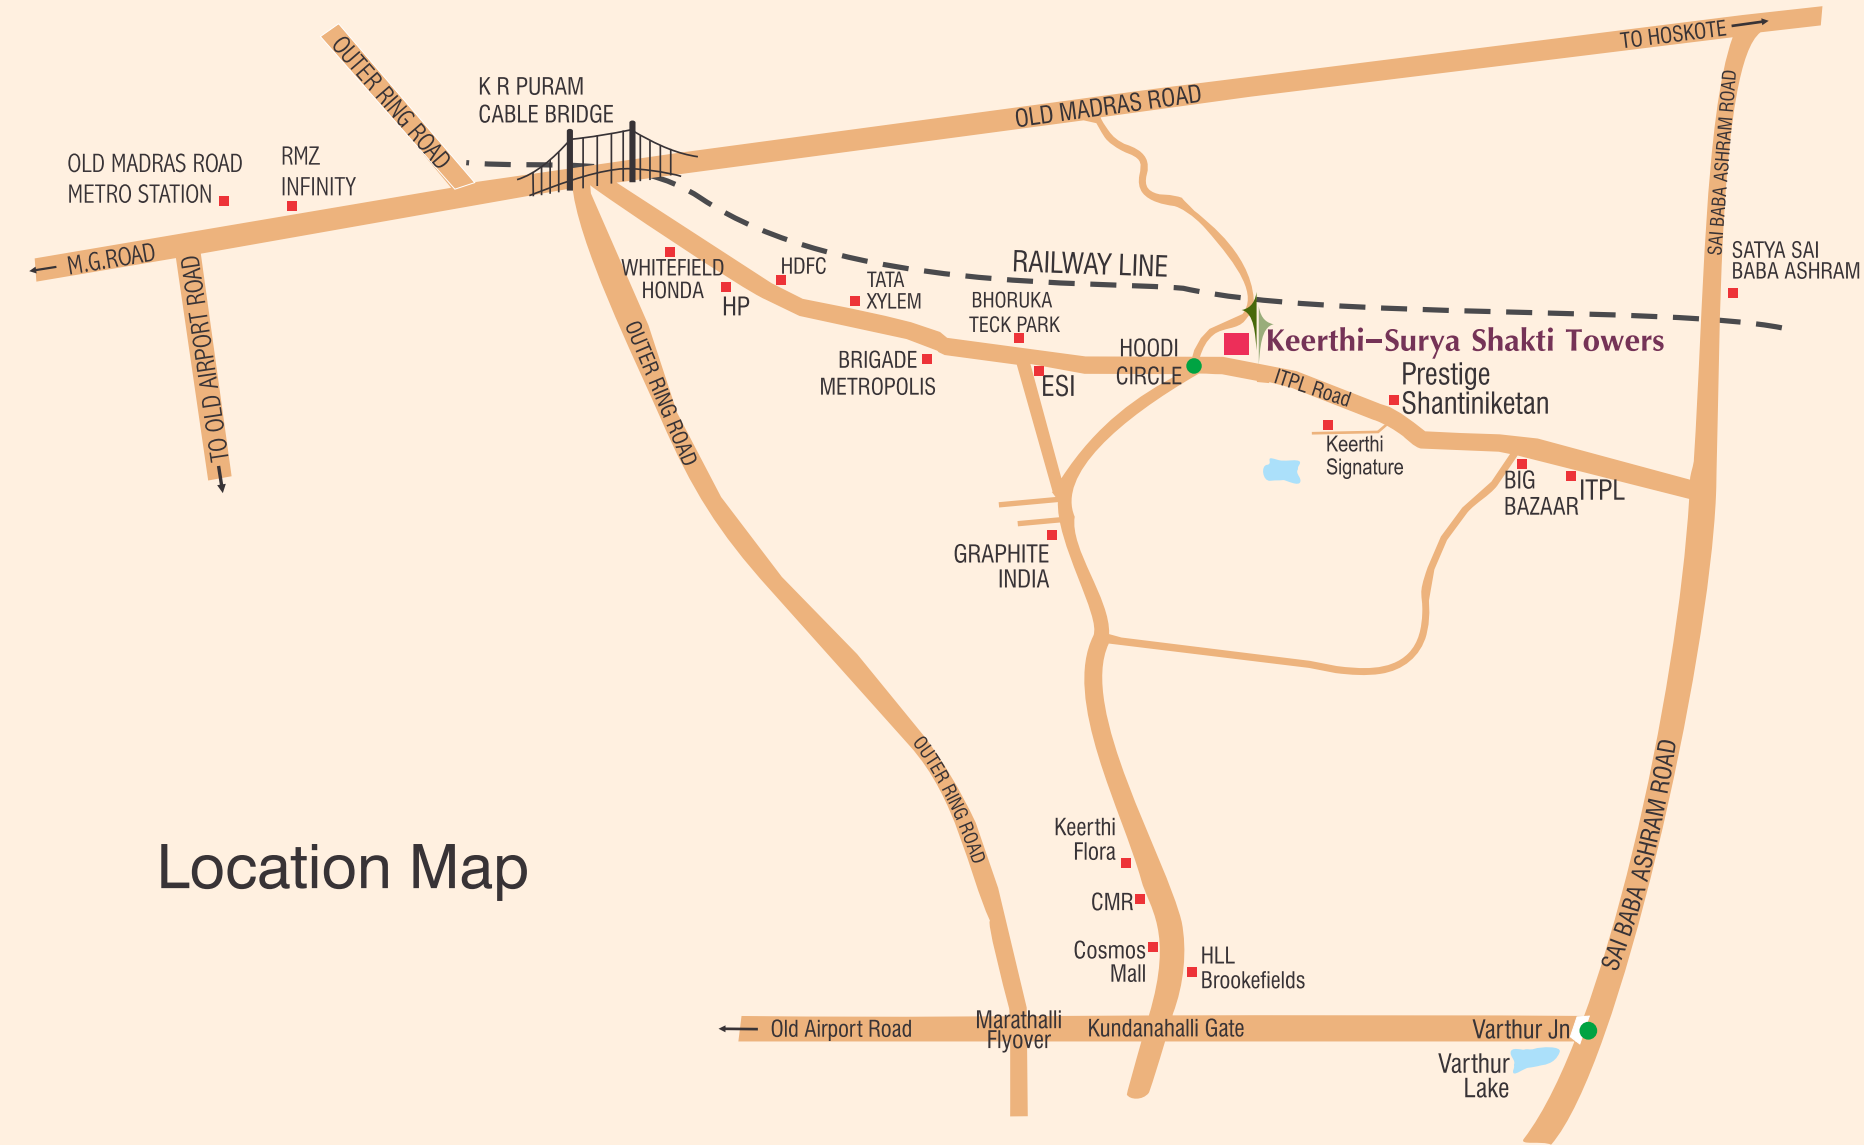 TO HOSKOTE
OUTER RING ROAD
K R PURAM
CABLE BRIDGE
OLD MADRAS ROAD
OLD MADRAS ROAD
METRO STATION
RMZ
INFINITY
SAI BABA ASHRAM ROAD
M.G.ROAD
TO OLD AIRPORT ROAD
WHITEFIELD
HONDA
HP
HDFC
TATA
XYLEM
RAILWAY LINE
BHORUKA
TECK PARK
SATYA SAI
BABA ASHRAM
Keerthi–Surya Shakti Towers
HOODI
CIRCLE
BRIGADE
METROPOLIS
ESI
ITPL Road
Prestige
Shantiniketan
OUTER RING ROAD
Keerthi
Signature
BIG
BAZAAR
ITPL
GRAPHITE
INDIA
OUTER RING ROAD
SAI BABA ASHRAM ROAD
Location Map
Keerthi
Flora
CMR
Cosmos
Mall
HLL
Brookefields
Old Airport Road
Marathalli
Flyover
Kundanahalli Gate
Varthur Jn
Varthur
Lake